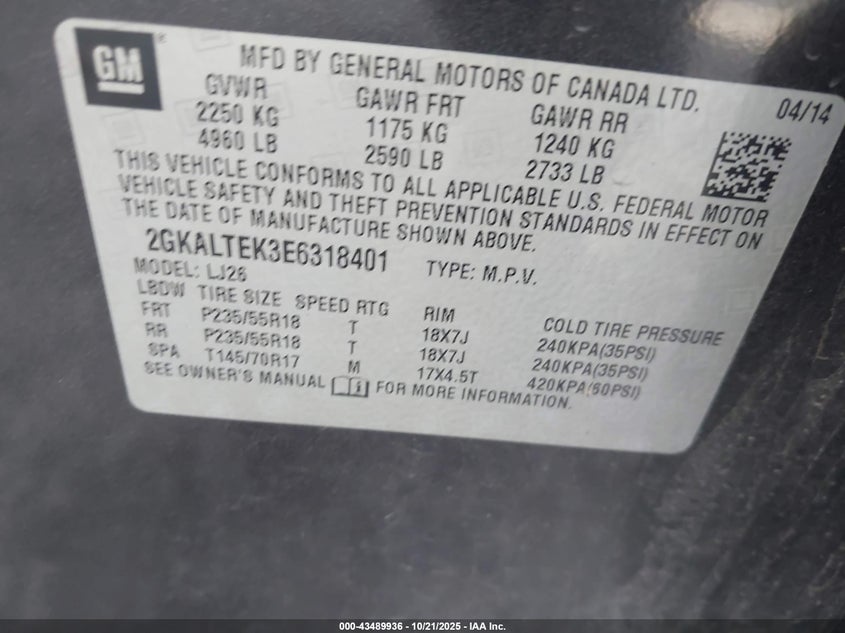 GM ®
MFD BY GENERAL MOTORS OF CANADA LTD. 04/14
GVWR GAWR FRT GAWR RR
2250 KG 1175 KG 1240 KG
4960 LB 2590 LB 2733 LB
THIS VEHICLE CONFORMS TO ALL APPLICABLE U.S. FEDERAL MOTOR
VEHICLE SAFETY AND THEFT PREVENTION STANDARDS IN EFFECT ON
THE DATE OF MANUFACTURE SHOWN ABOVE.
2GKALTEK3E6318401 TYPE: M.P.V.
MODEL: LJ26
LBDW TIRE SIZE SPEED RTG RIM COLD TIRE PRESSURE
FRT P235/55R18 T 18X7J 240KPA(35PSI)
RR P235/55R18 T 18X7J 240KPA(35PSI)
SPA T145/70R17 M 17X4.5T 420KPA(60PSI)
SEE OWNER'S MANUAL FOR MORE INFORMATION.
000-43489936 - 10/21/2025 - IAA Inc.